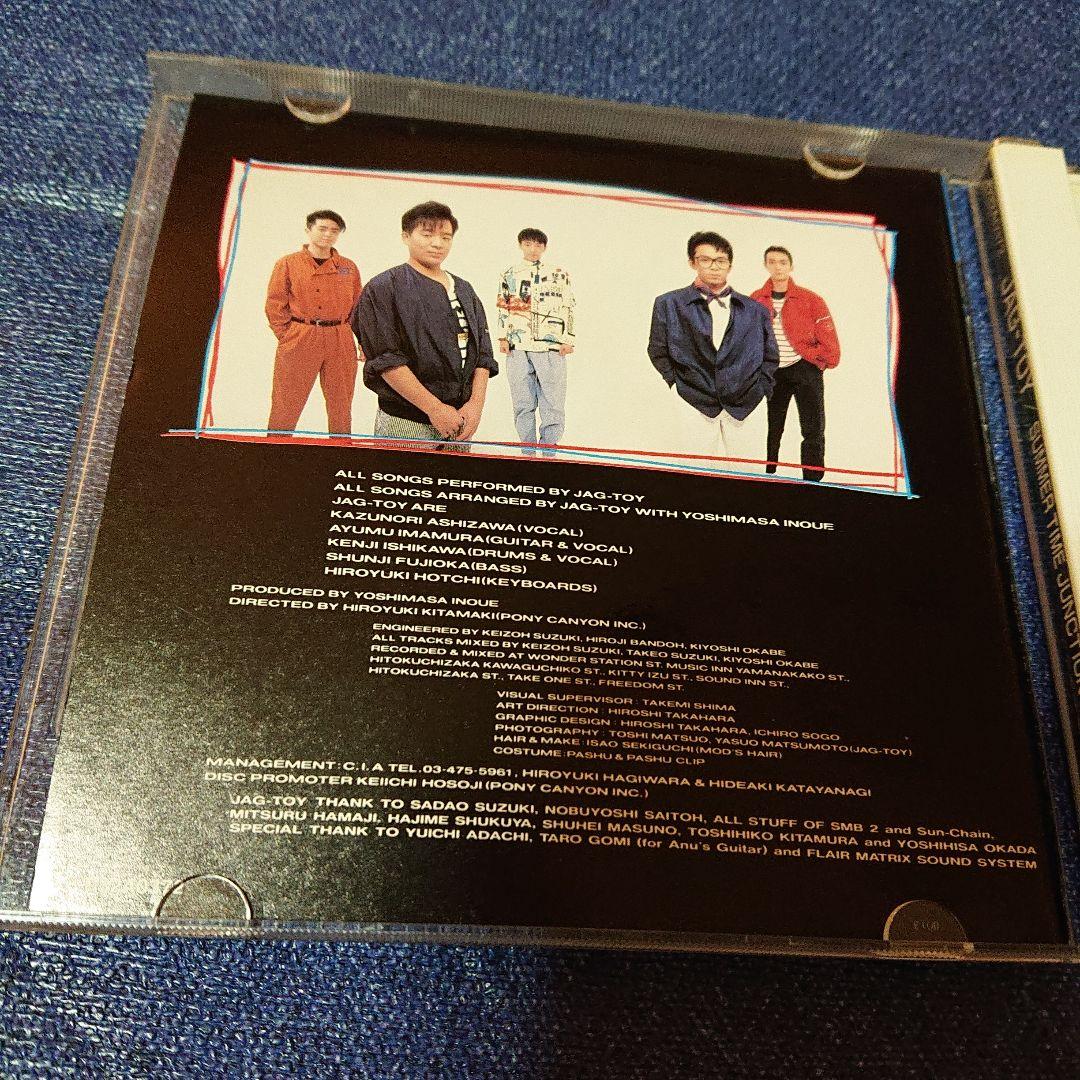 ALL SONGS PERFORMED BY JAG-TOY
ALL SONGS ARRANGED BY JAG-TOY WITH YOSHIMASA INOUE
JAG-TOY ARE
KAZUNORI ASHIZAWA(VOCAL)
AYUMU IMAMURA(GUITAR & VOCAL)
KENJI ISHIKAWA(DRUMS & VOCAL)
SHUNJI FUJIOKA(BASS)
HIROYUKI HOTCHI(KEYBOARDS)
PRODUCED BY YOSHIMASA INOUE
DIRECTED BY HIROYUKI KITAMAKI(PONY CANYON INC.)
ENGINEERED BY KEIZOH SUZUKI, HIROJI BANDOH, KIYOSHI OKABE
ALL TRACKS MIXED BY KEIZOH SUZUKI, TAKEO SUZUKI, KIYOSHI OKABE
RECORDED & MIXED AT WONDER STATION ST. MUSIC INN YAMANAKAKO ST.,
HITOKUCHIZAKA KAWAGUCHIKO ST., KITTY IZU ST., SOUND INN ST.,
HITOKUCHIZAKA ST., TAKE ONE ST., FREEDOM ST.
VISUAL SUPERVISOR : TAKEMI SHIMA
ART DIRECTION : HIROSHI TAKAHARA
GRAPHIC DESIGN : HIROSHI TAKAHARA, ICHIRO SOGO
PHOTOGRAPHY : TOSHI MATSUO, YASUO MATSUMOTO(JAG-TOY)
HAIR & MAKE : ISAO SEKIGUCHI(MOD'S HAIR)
COSTUME : PASHU & PASHU CLIP
MANAGEMENT : C.I.A TEL.03-475-5961, HIROYUKI HAGIWARA & HIDEAKI KATAYANAGI
DISC PROMOTER KEIICHI HOSOJI(PONY CANYON INC.)
JAG-TOY THANK TO SADAO SUZUKI, NOBUYOSHI SAITOH, ALL STUFF OF SMB 2 and Sun-Chain,
MITSURU HAMAJI, HAJIME SHUKUYA, SHUHEI MASUNO, TOSHIHIKO KITAMURA and YOSHIHISA OKADA
SPECIAL THANK TO YUICHI ADACHI, TARO GOMI (for Anu's Guitar) and FLAIR MATRIX SOUND SYSTEM
JAG-TOY / SUMMERTIME JUNCTION